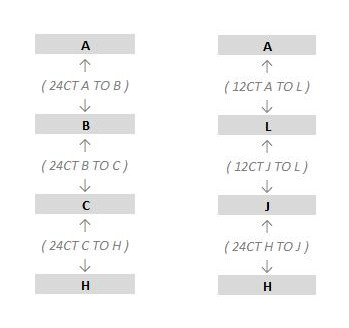 A
( 24CT A TO B )
B
( 24CT B TO C )
C
( 24CT C TO H )
H
A
( 12CT A TO L )
L
( 12CT J TO L )
J
( 24CT H TO J )
H